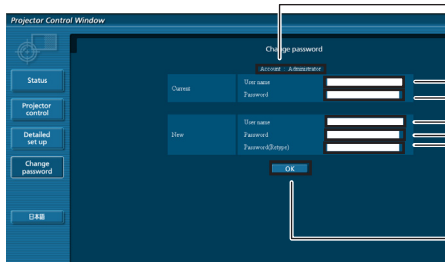 Projector Control Window
Change password
Account : Administrator
Status
Current
User name
Password
Projector
control
New
User name
Password
Password(Retype)
Detailed
set up
Change
password
OK
日本語